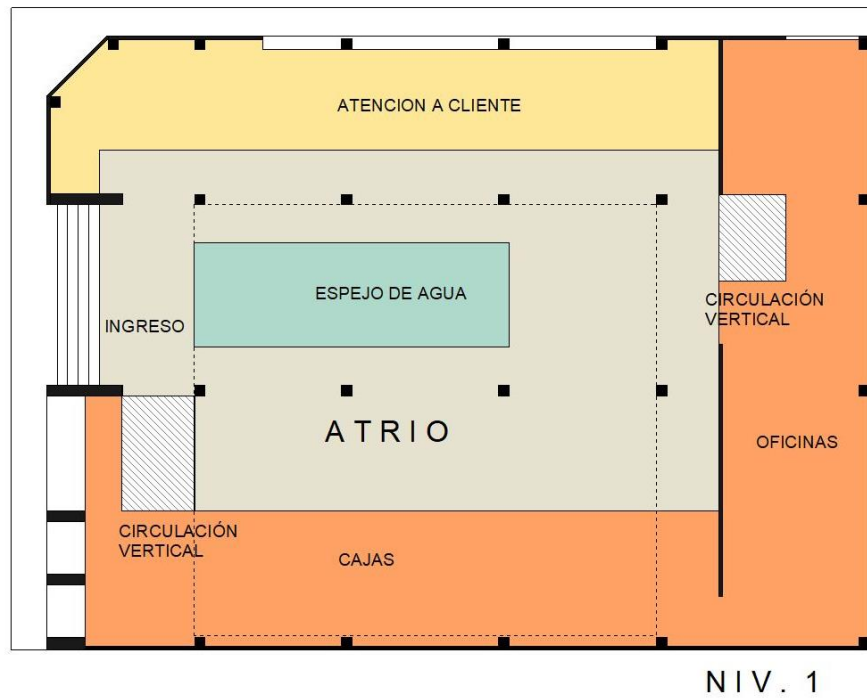 ATENCION A CLIENTE
ESPEJO DE AGUA
CIRCULACIÓN
VERTICAL
INGRESO
ATRIO
OFICINAS
CIRCULACIÓN
VERTICAL
CAJAS
NIV. 1